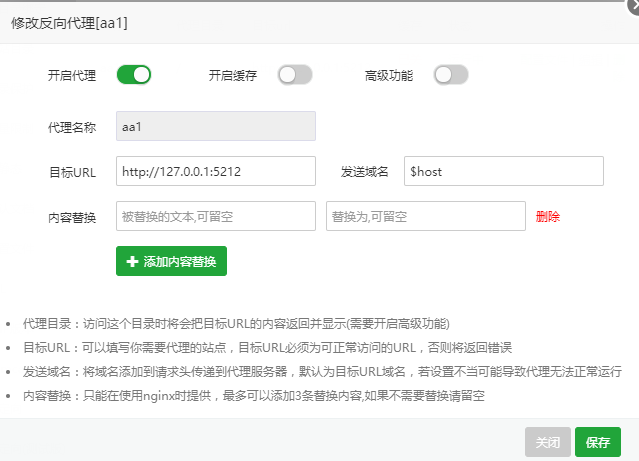 修改反向代理[aa1]
开启代理 开启缓存 高级功能
代理名称 aa1
目标URL http://127.0.0.1:5212 发送域名 $host
内容替换 被替换的文本,可留空 替换为,可留空 删除
添加内容替换
代理目录：访问这个目录时将会把目标URL的内容返回并显示(需要开启高级功能)
目标URL：可以填写你需要代理的站点，目标URL必须为可正常访问的URL，否则将返回错误
发送域名：将域名添加到请求头传递到代理服务器，默认为目标URL域名，若设置不当可能导致代理无法正常运行
内容替换：只能在使用nginx时提供，最多可以添加3条替换内容,如果不需要替换请留空
关闭 保存